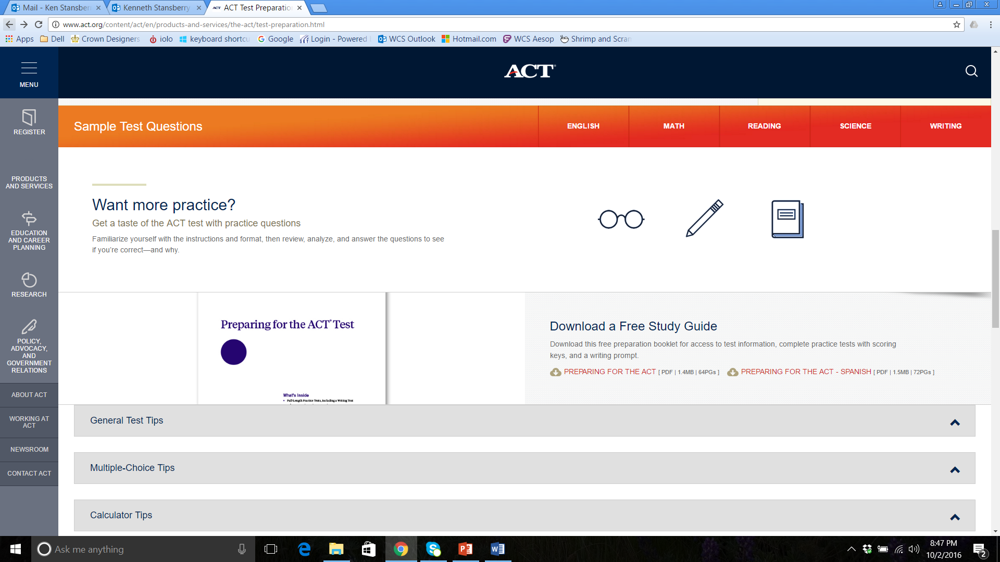 Mail - Ken Stansber
Kenneth Stansberry
ACT ACT Test Preparatio
www.act.org/content/act/en/products-and-services/the-act/test-preparation.html
Apps Dell Crown Designers iolo keyboard shortcu Google Login - Powered WCS Outlook Hotmail.com WCS Aesop Shrimp and Scran
MENU
ACT®
Sample Test Questions
ENGLISH
MATH
READING
SCIENCE
WRITING
REGISTER
PRODUCTS
AND SERVICES
EDUCATION
AND CAREER
PLANNING
RESEARCH
POLICY,
ADVOCACY,
AND
GOVERNMENT
RELATIONS
ABOUT ACT
WORKING AT
ACT
NEWSROOM
CONTACT ACT
Want more practice?
Get a taste of the ACT test with practice questions
Familiarize yourself with the instructions and format, then review, analyze, and answer the questions to see
if you’re correct—and why.
Preparing for the ACT® Test
What's Inside
• Full-Length Practice Tests, Including a Writing Test
Download a Free Study Guide
Download this free preparation booklet for access to test information, complete practice tests with scoring
keys, and a writing prompt.
PREPARING FOR THE ACT [ PDF | 1.4MB | 64PGs ] PREPARING FOR THE ACT - SPANISH [ PDF | 1.5MB | 72PGs ]
General Test Tips
Multiple-Choice Tips
Calculator Tips
Ask me anything
8:47 PM
10/2/2016
2